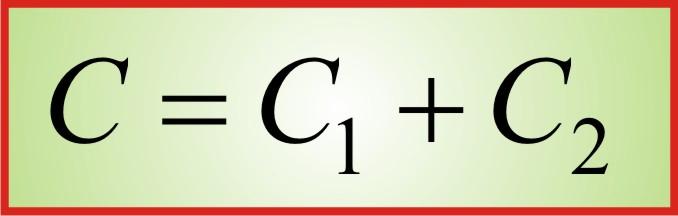 C = C₁ + C₂